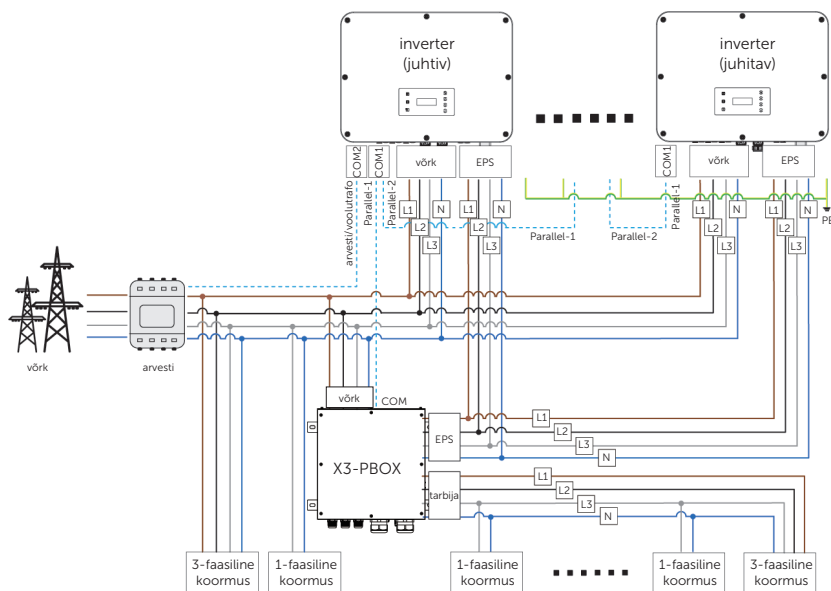 inverter
(juhtiv)
inverter
(juhitav)
COM2
COM1
võrk
EPS
COM1
võrk
EPS
arvesti/voolutrafo
Parallel-1
Parallel-2
L1
L2
L3
N
L1
L2
L3
N
Parallel-1
Parallel-2
Parallel-1
L1
L2
L3
N
L1
L2
L3
N
PE
võrk
arvesti
võrk
COM
X3-PBOX
EPS
L1
L2
L3
N
tarbija
L1
L2
L3
N
3-faasiline
koormus
1-faasiline
koormus
1-faasiline
koormus
1-faasiline
koormus
3-faasiline
koormus